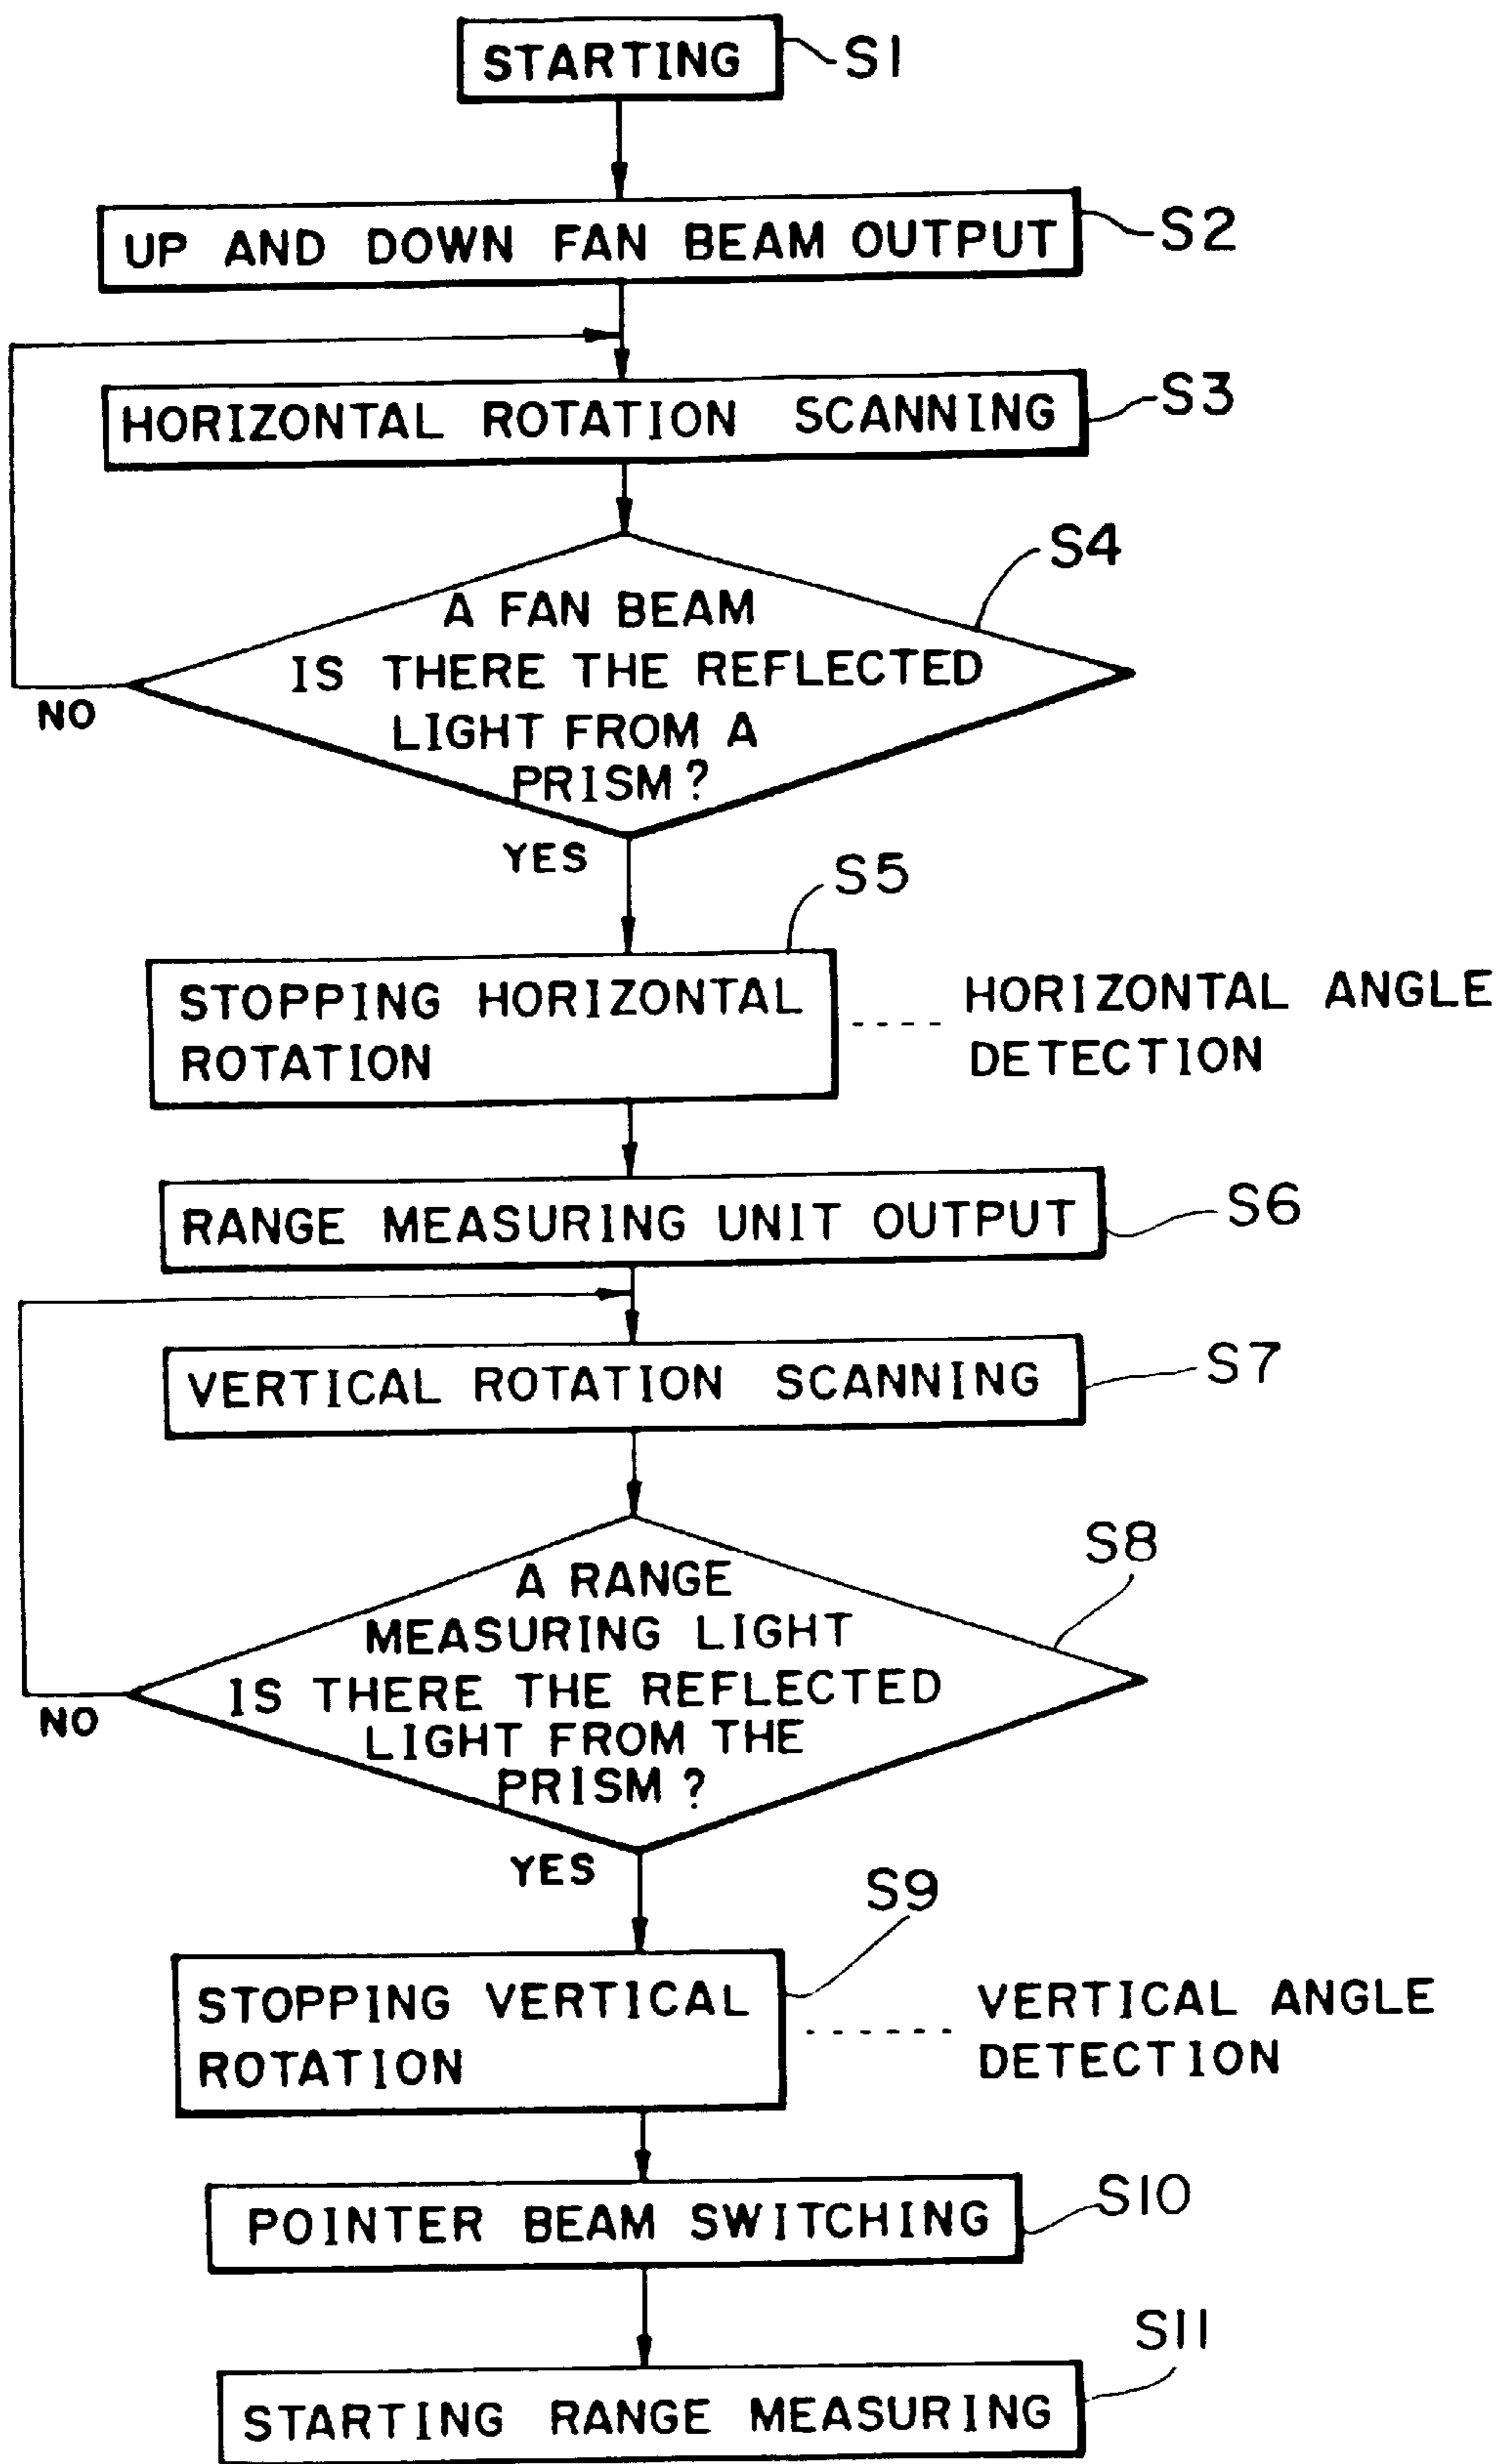 STARTING
S1
UP AND DOWN FAN BEAM OUTPUT
S2
HORIZONTAL ROTATION SCANNING
S3
S4
A FAN BEAM
IS THERE THE REFLECTED
LIGHT FROM A
PRISM?
NO
YES
S5
STOPPING HORIZONTAL
ROTATION
HORIZONTAL ANGLE
DETECTION
RANGE MEASURING UNIT OUTPUT
S6
VERTICAL ROTATION SCANNING
S7
S8
A RANGE
MEASURING LIGHT
IS THERE THE REFLECTED
LIGHT FROM THE
PRISM?
NO
YES
S9
STOPPING VERTICAL
ROTATION
VERTICAL ANGLE
DETECTION
POINTER BEAM SWITCHING
S10
S11
STARTING RANGE MEASURING